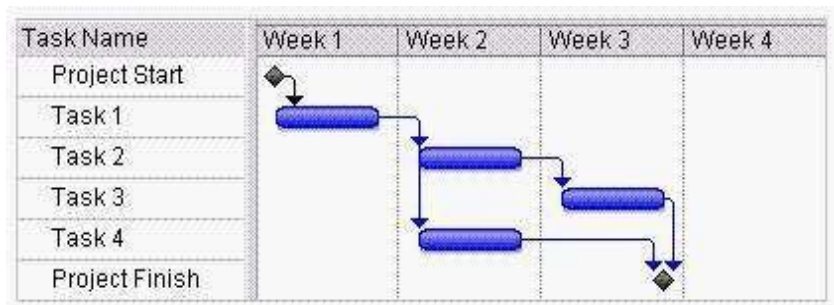 Task Name Week 1 Week 2 Week 3 Week 4
Project Start
Task 1
Task 2
Task 3
Task 4
Project Finish